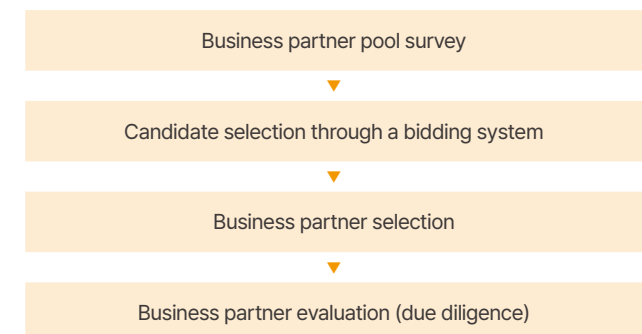 Business partner pool survey
Candidate selection through a bidding system
Business partner selection
Business partner evaluation (due diligence)